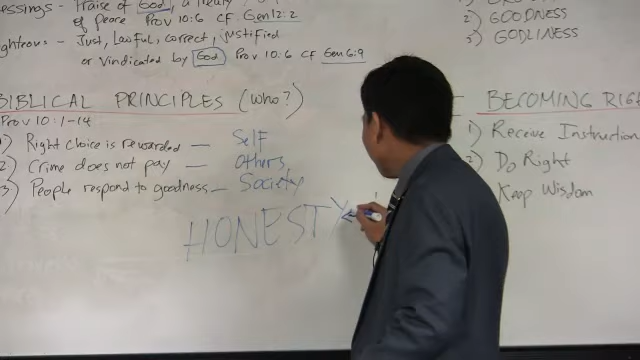 essings - Praise of God, a
of peace Prov 10:6 cf Gen 12:2
ighteous - Just, Lawful, correct, justified
or vindicated by God Prov 10:6 cf Gen 6:9
2) GOODNESS
3) GODLINESS
BIBLICAL PRINCIPLES (Who?)
Prov 10:1-14
1) Right choice is rewarded - Self
2) Crime does not pay - Others
3) People respond to goodness - Society
HONESTY
BECOMING RIGH
1) Receive Instruction
2) Do Right
Keep Wisdom